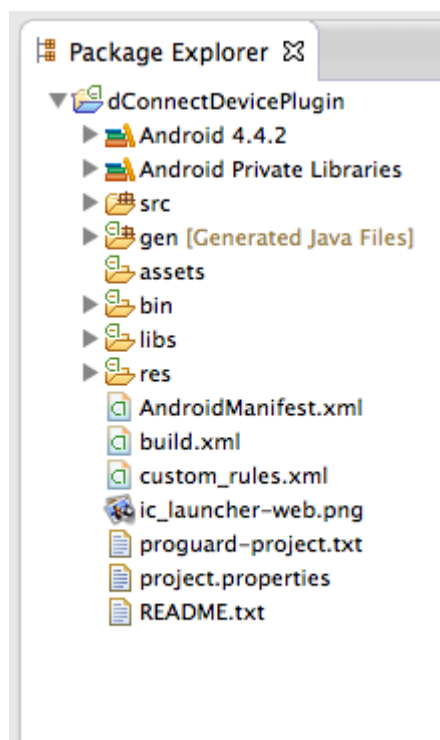 Package Explorer
dConnectDevicePlugin
Android 4.4.2
Android Private Libraries
src
gen [Generated Java Files]
assets
bin
libs
res
AndroidManifest.xml
build.xml
custom_rules.xml
ic_launcher-web.png
proguard-project.txt
project.properties
README.txt